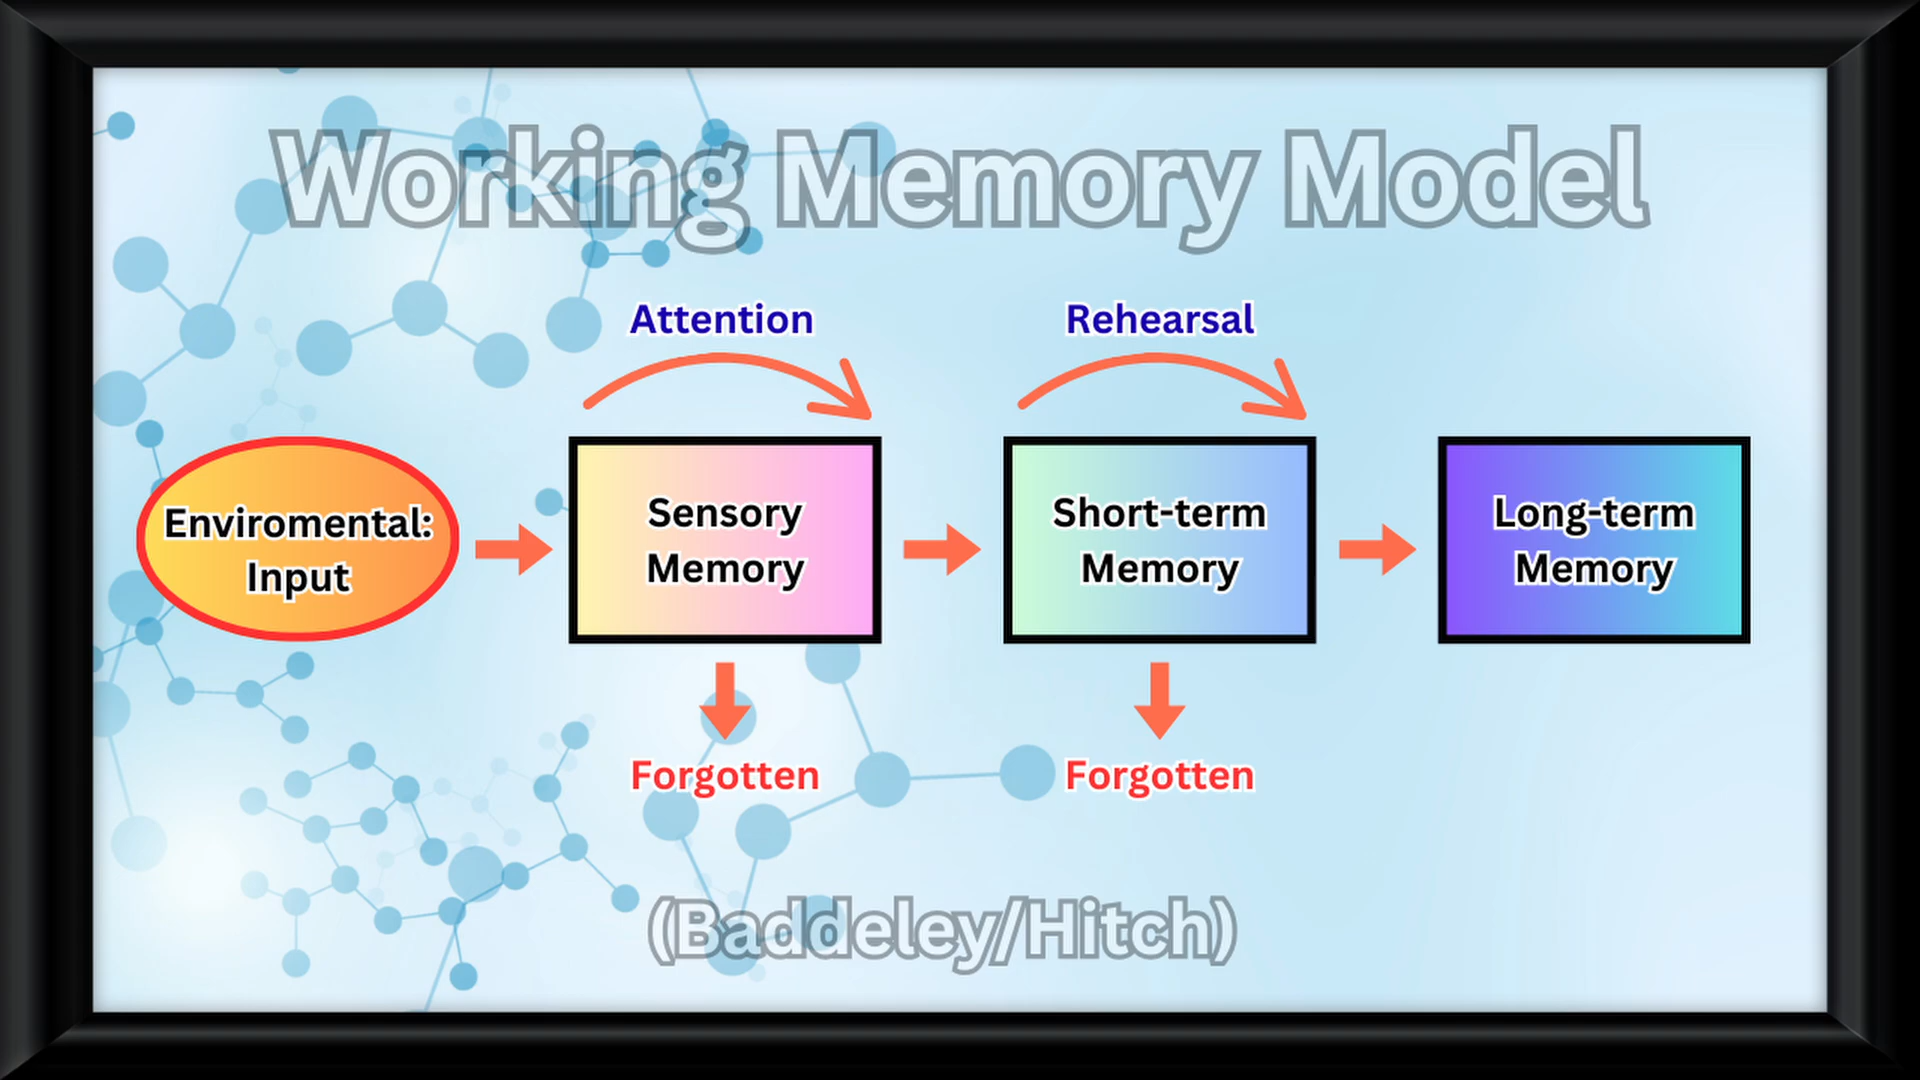 Working Memory Model
Attention
Rehearsal
Enviromental:
Input
Sensory
Memory
Short-term
Memory
Long-term
Memory
Forgotten
Forgotten
(Baddeley/Hitch)